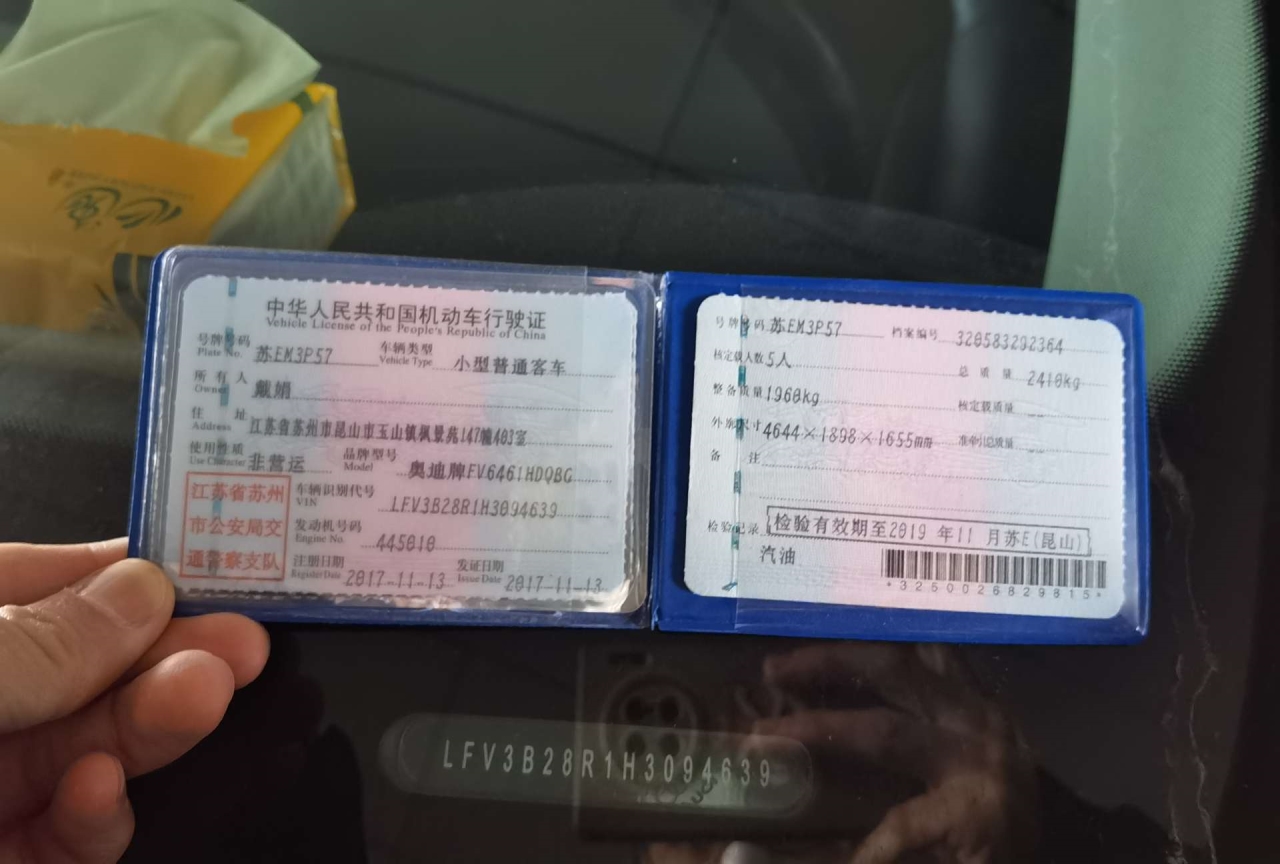 心相
中华人民共和国机动车行驶证
Vehicle License of the People's Republic of China
号牌号码 苏EM3P57 车辆类型 小型普通客车
Plate No. Vehicle Type
所有人 戴娟
Owner
住址 江苏省苏州市昆山市玉山镇枫景苑147幢403室
Address
使用性质 非营运 品牌型号 奥迪牌FV6461HDQBG
Use Character Model
江苏省苏州
市公安局交
通警察支队
车辆识别代号 LFV3B28R1H3094639
VIN
发动机号码 445010
Engine No.
注册日期 2017-11-13 发证日期 2017-11-13
Register Date Issue Date
号牌号码 苏EM3P57 档案编号 320583292364
核定载人数 5人 总质量 2410kg
整备质量 1960kg 核定载质量 --
外廓尺寸 4644×1898×1655mm 准牵引总质量 --
备注
检验记录 检验有效期至2019年11月苏E(昆山)
汽油
*3250026829815*
LFV3B28R1H3094639